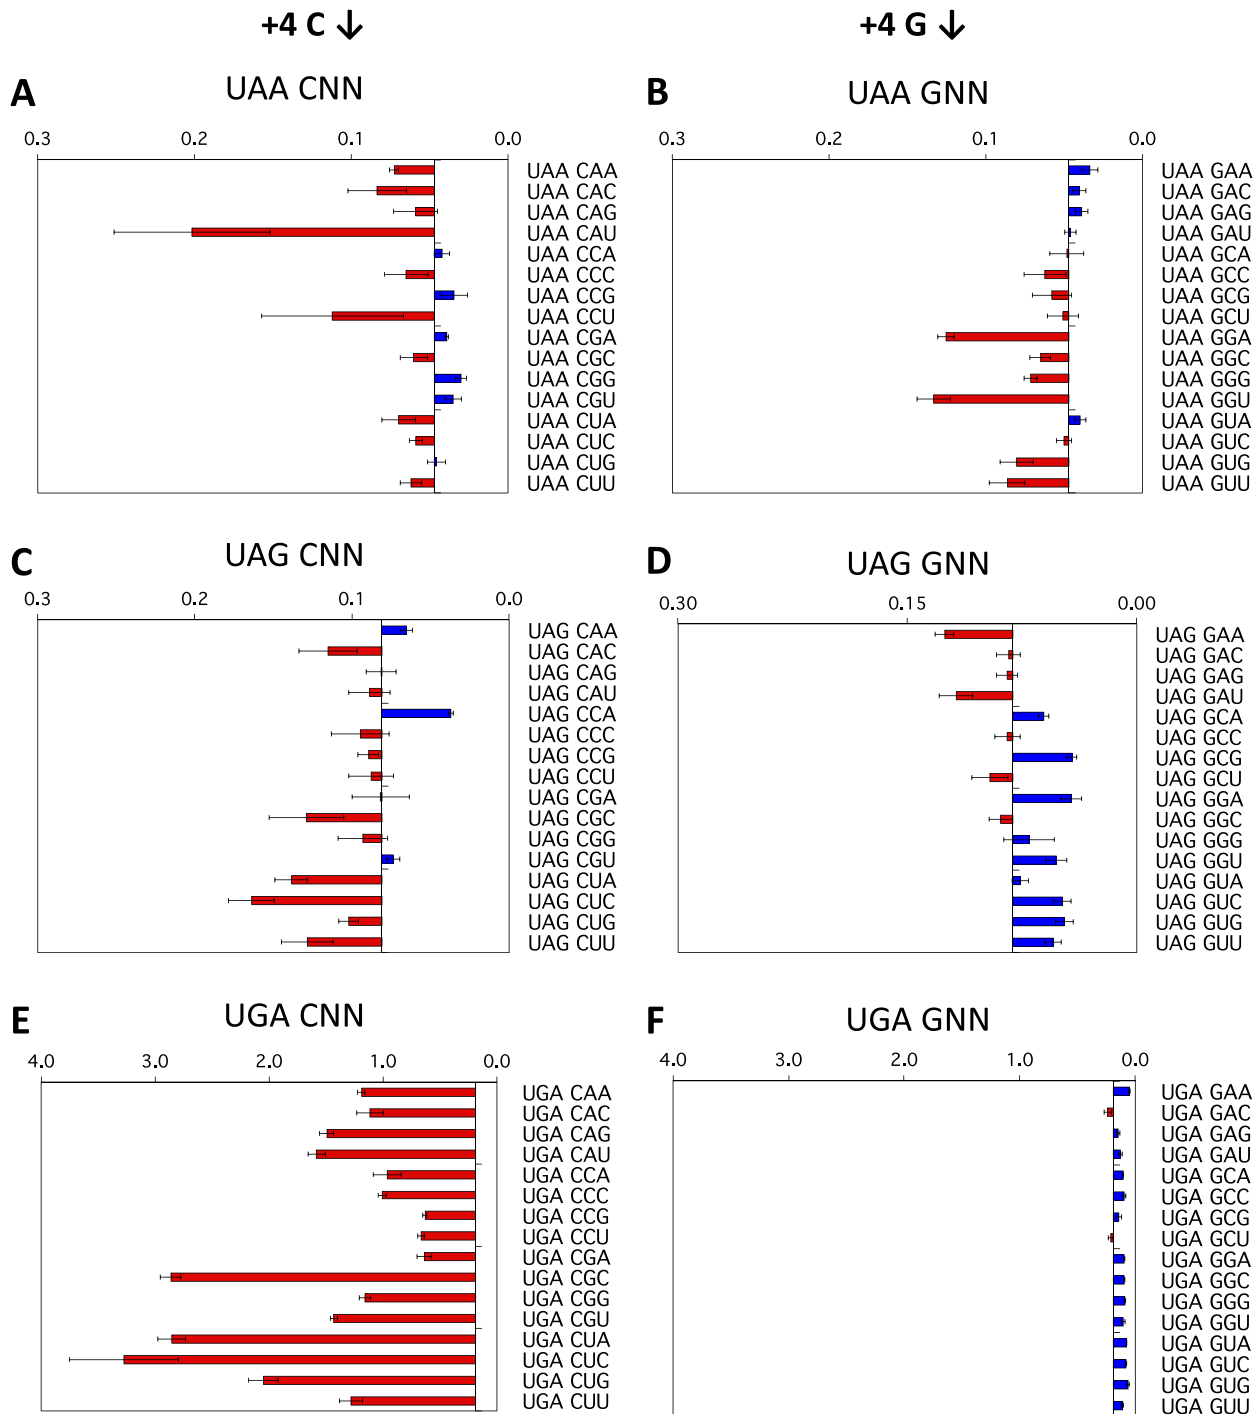 +4 C ↓
+4 G ↓
A
UAA CNN
0.3 0.2 0.1 0.0
UAA CAA
UAA CAC
UAA CAG
UAA CAU
UAA CCA
UAA CCC
UAA CCG
UAA CCU
UAA CGA
UAA CGC
UAA CGG
UAA CGU
UAA CUA
UAA CUC
UAA CUG
UAA CUU
B
UAA GNN
0.3 0.2 0.1 0.0
UAA GAA
UAA GAC
UAA GAG
UAA GAU
UAA GCA
UAA GCC
UAA GCG
UAA GCU
UAA GGA
UAA GGC
UAA GGG
UAA GGU
UAA GUA
UAA GUC
UAA GUG
UAA GUU
C
UAG CNN
0.3 0.2 0.1 0.0
UAG CAA
UAG CAC
UAG CAG
UAG CAU
UAG CCA
UAG CCC
UAG CCG
UAG CCU
UAG CGA
UAG CGC
UAG CGG
UAG CGU
UAG CUA
UAG CUC
UAG CUG
UAG CUU
D
UAG GNN
0.30 0.15 0.00
UAG GAA
UAG GAC
UAG GAG
UAG GAU
UAG GCA
UAG GCC
UAG GCG
UAG GCU
UAG GGA
UAG GGC
UAG GGG
UAG GGU
UAG GUA
UAG GUC
UAG GUG
UAG GUU
E
UGA CNN
4.0 3.0 2.0 1.0 0.0
UGA CAA
UGA CAC
UGA CAG
UGA CAU
UGA CCA
UGA CCC
UGA CCG
UGA CCU
UGA CGA
UGA CGC
UGA CGG
UGA CGU
UGA CUA
UGA CUC
UGA CUG
UGA CUU
F
UGA GNN
4.0 3.0 2.0 1.0 0.0
UGA GAA
UGA GAC
UGA GAG
UGA GAU
UGA GCA
UGA GCC
UGA GCG
UGA GCU
UGA GGA
UGA GGC
UGA GGG
UGA GGU
UGA GUA
UGA GUC
UGA GUG
UGA GUU